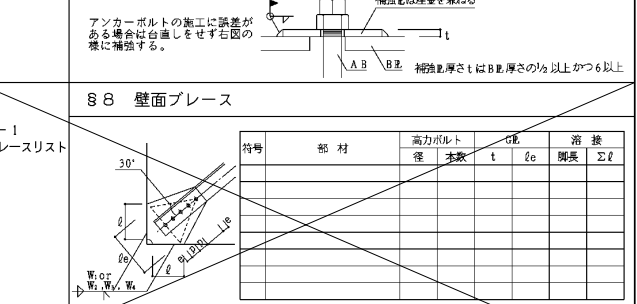 補強PLは座金を兼ねる
アンカーボルトの施工に誤差が
ある場合は台直しをせず右図の
様に補強する。
t
AB
BPL
補強PL厚さtはBPL厚さの1/2以上かつ6以上
§8 壁面ブレース
-1
レースリスト
符号
部材
高力ボルト
GPL
溶接
径
本数
t
ℓe
脚長
Σℓ
30°
ℓ
ℓe
ℓ
e
P
P
e
W1 or
W2, W3, W4